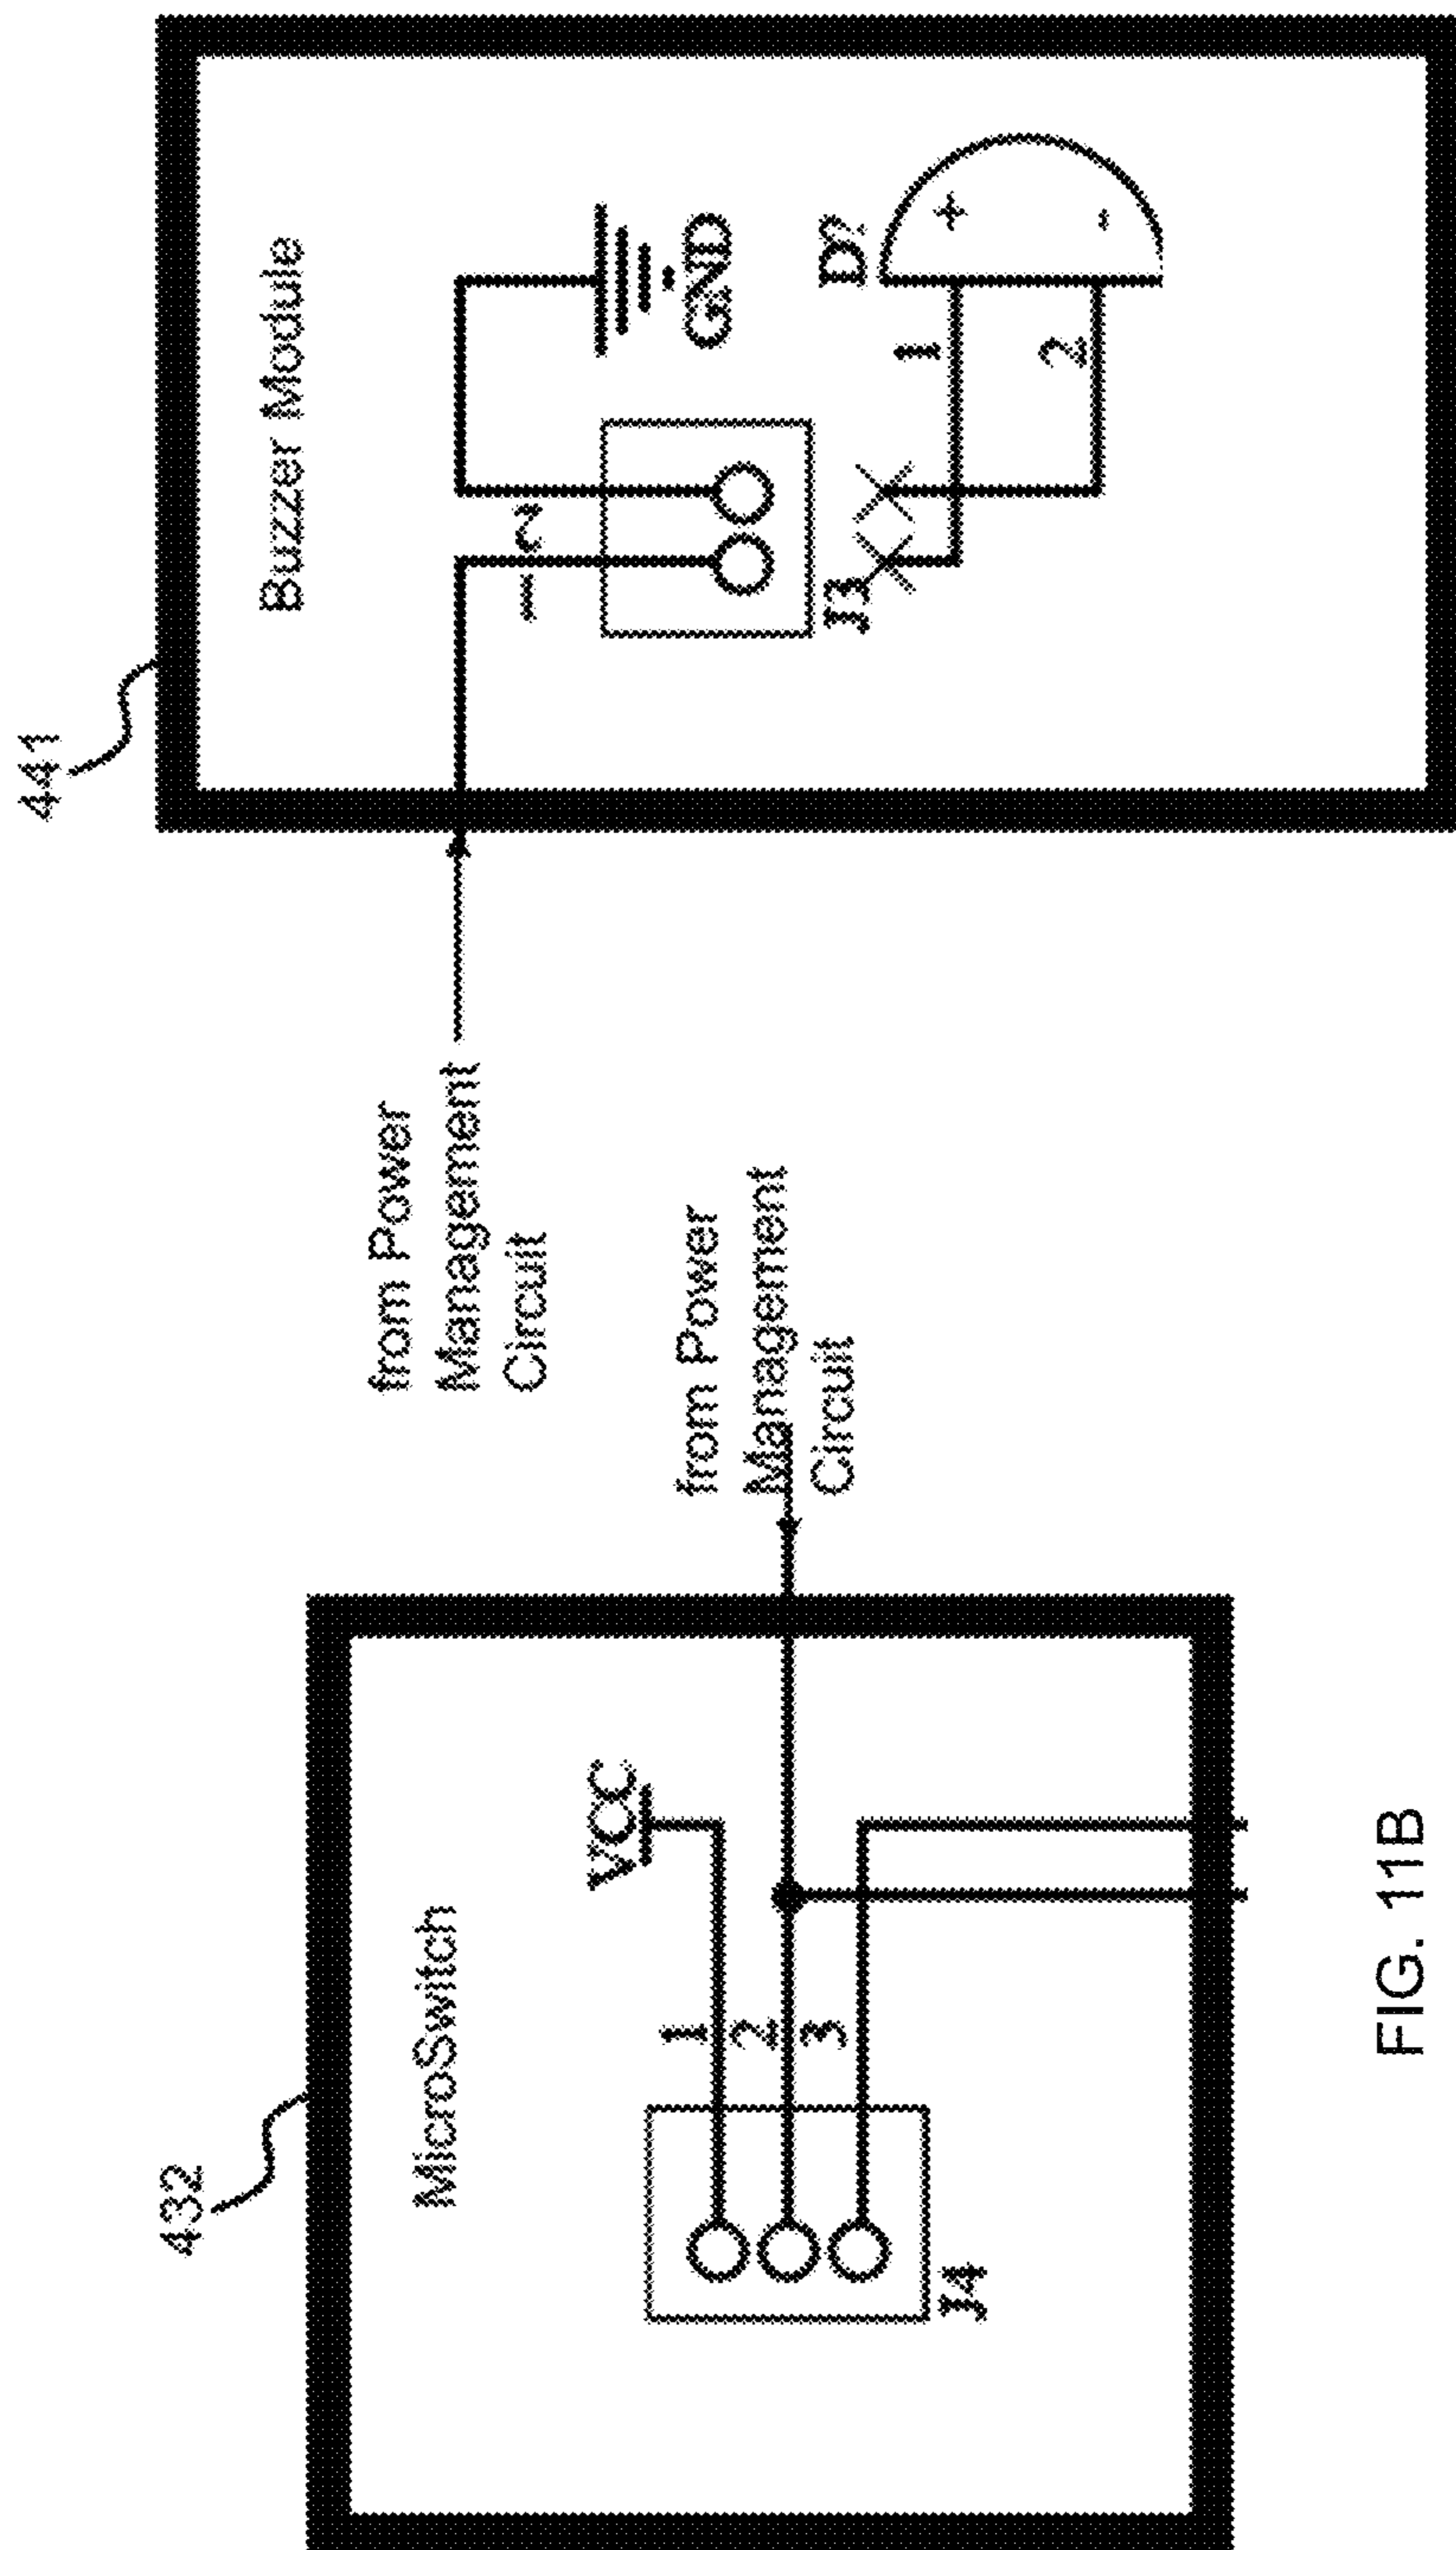 432
MicroSwitch
VCC
1
2
3
J4
from Power
Management
Circuit
441
Buzzer Module
from Power
Management
Circuit
1 2
GND
J3
D?
1
2
+
-
FIG. 11B